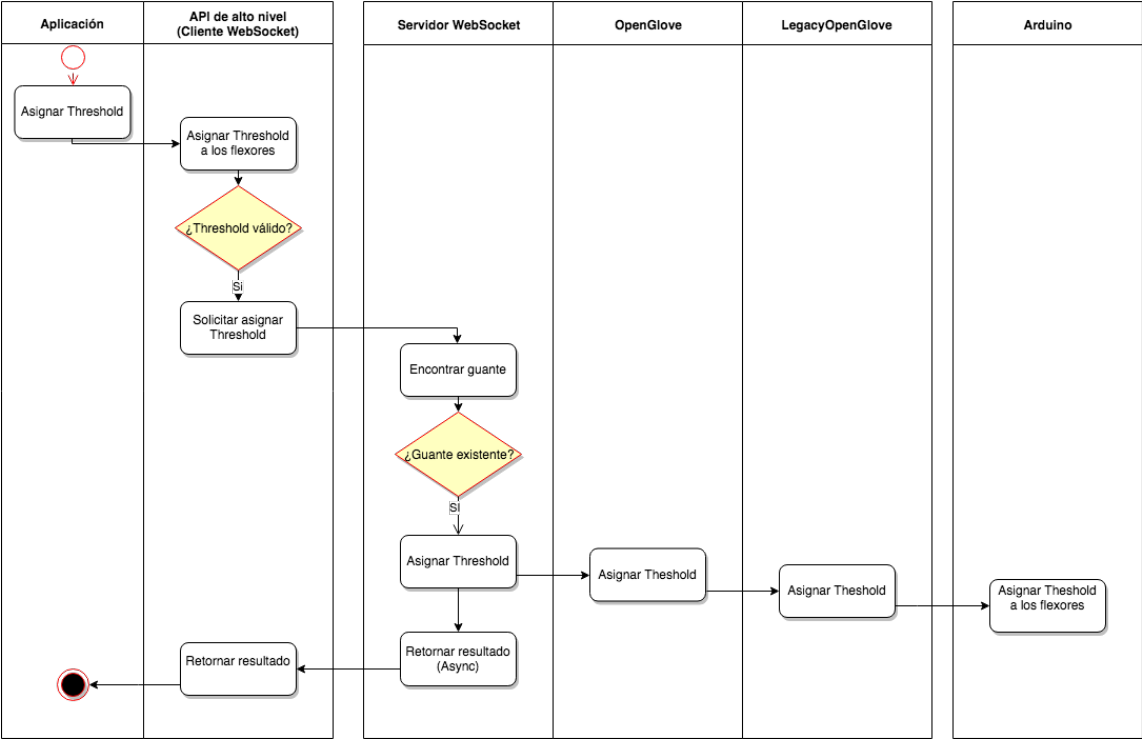 Aplicación
API de alto nivel
(Cliente WebSocket)
Servidor WebSocket
OpenGlove
LegacyOpenGlove
Arduino
Asignar Threshold
Asignar Threshold
a los flexores
¿Threshold válido?
Si
Solicitar asignar
Threshold
Encontrar guante
¿Guante existente?
SI
Asignar Threshold
Asignar Theshold
Asignar Theshold
Asignar Theshold
a los flexores
Retornar resultado
(Async)
Retornar resultado